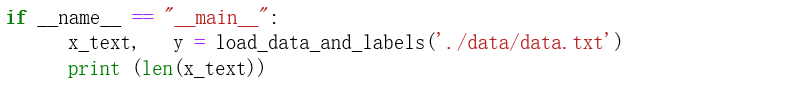 if __name__ == "__main__":
      x_text,   y = load_data_and_labels('./data/data.txt')
      print (len(x_text))